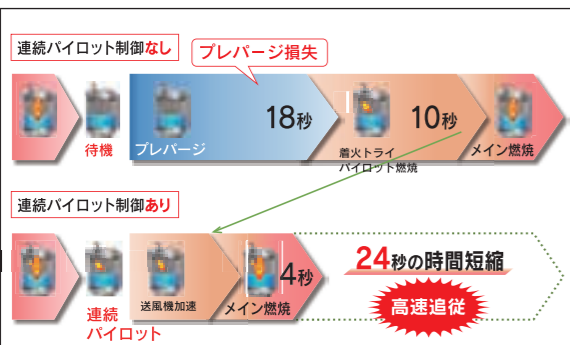 連続パイロット制御なし
プレパージ損失
待機
プレパージ
18秒
着火トライ
パイロット燃焼
10秒
メイン燃焼
連続パイロット制御あり
連続
パイロット
送風機加速
メイン燃焼
4秒
24秒の時間短縮
高速追従